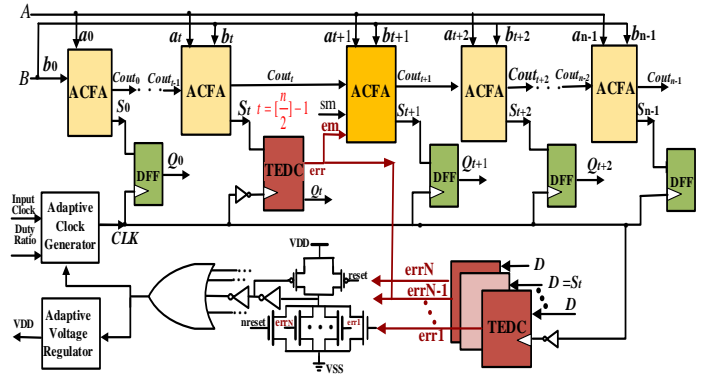 A
a0
at
bt
at+1
bt+1
at+2
bt+2
an-1
bn-1
B
b0
ACFA
Cout0
Coutt-1
ACFA
Coutt
ACFA
Coutt+1
ACFA
Coutt+2
Coutn-2
ACFA
Coutn-1
S0
St
t = [n/2]-1
sm
em
St+1
St+2
Sn-1
DFF
Q0
TEDC
err
Qt
DFF
Qt+1
DFF
Qt+2
DFF
Input
Clock
Duty
Ratio
Adaptive
Clock
Generator
CLK
VDD
reset
errN
errN-1
err1
D
D =St
D
TEDC
nreset
errN
err1
VSS
VDD
Adaptive
Voltage
Regulator